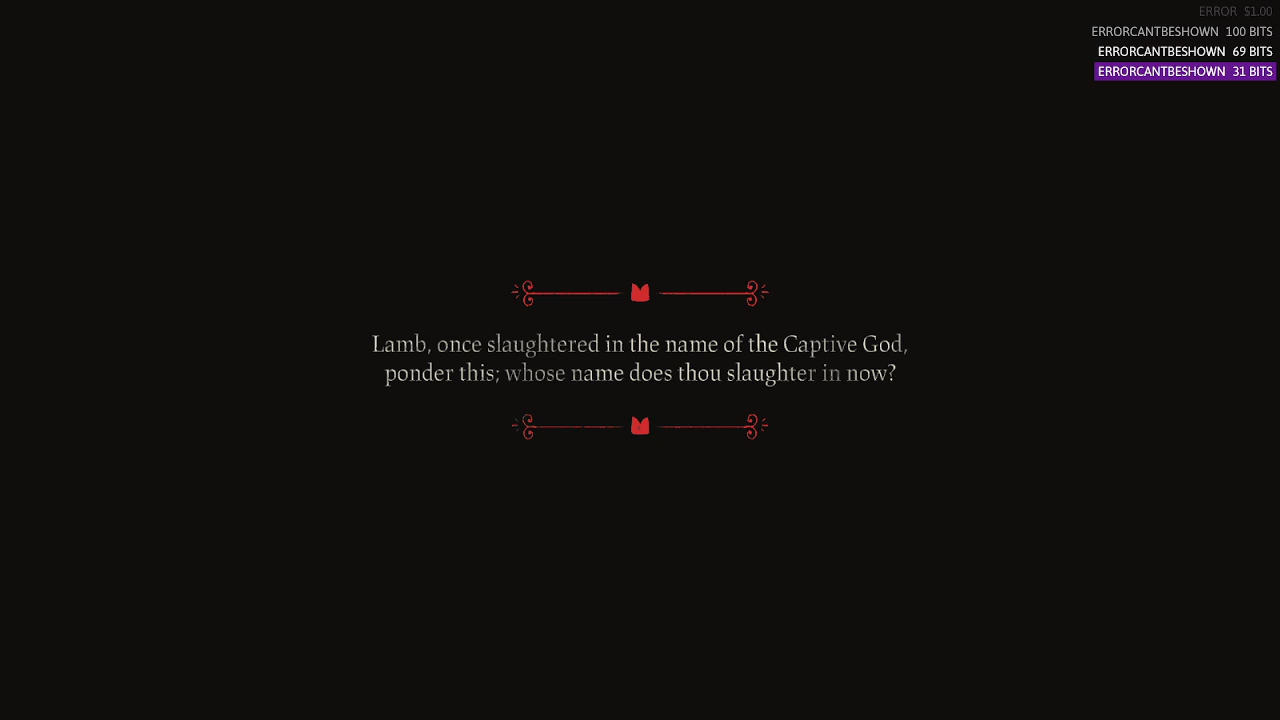 ERROR $1.00
ERRORCANTBESHOWN 100 BITS
ERRORCANTBESHOWN 69 BITS
ERRORCANTBESHOWN 31 BITS
Lamb, once slaughtered in the name of the Captive God,
ponder this; whose name does thou slaughter in now?